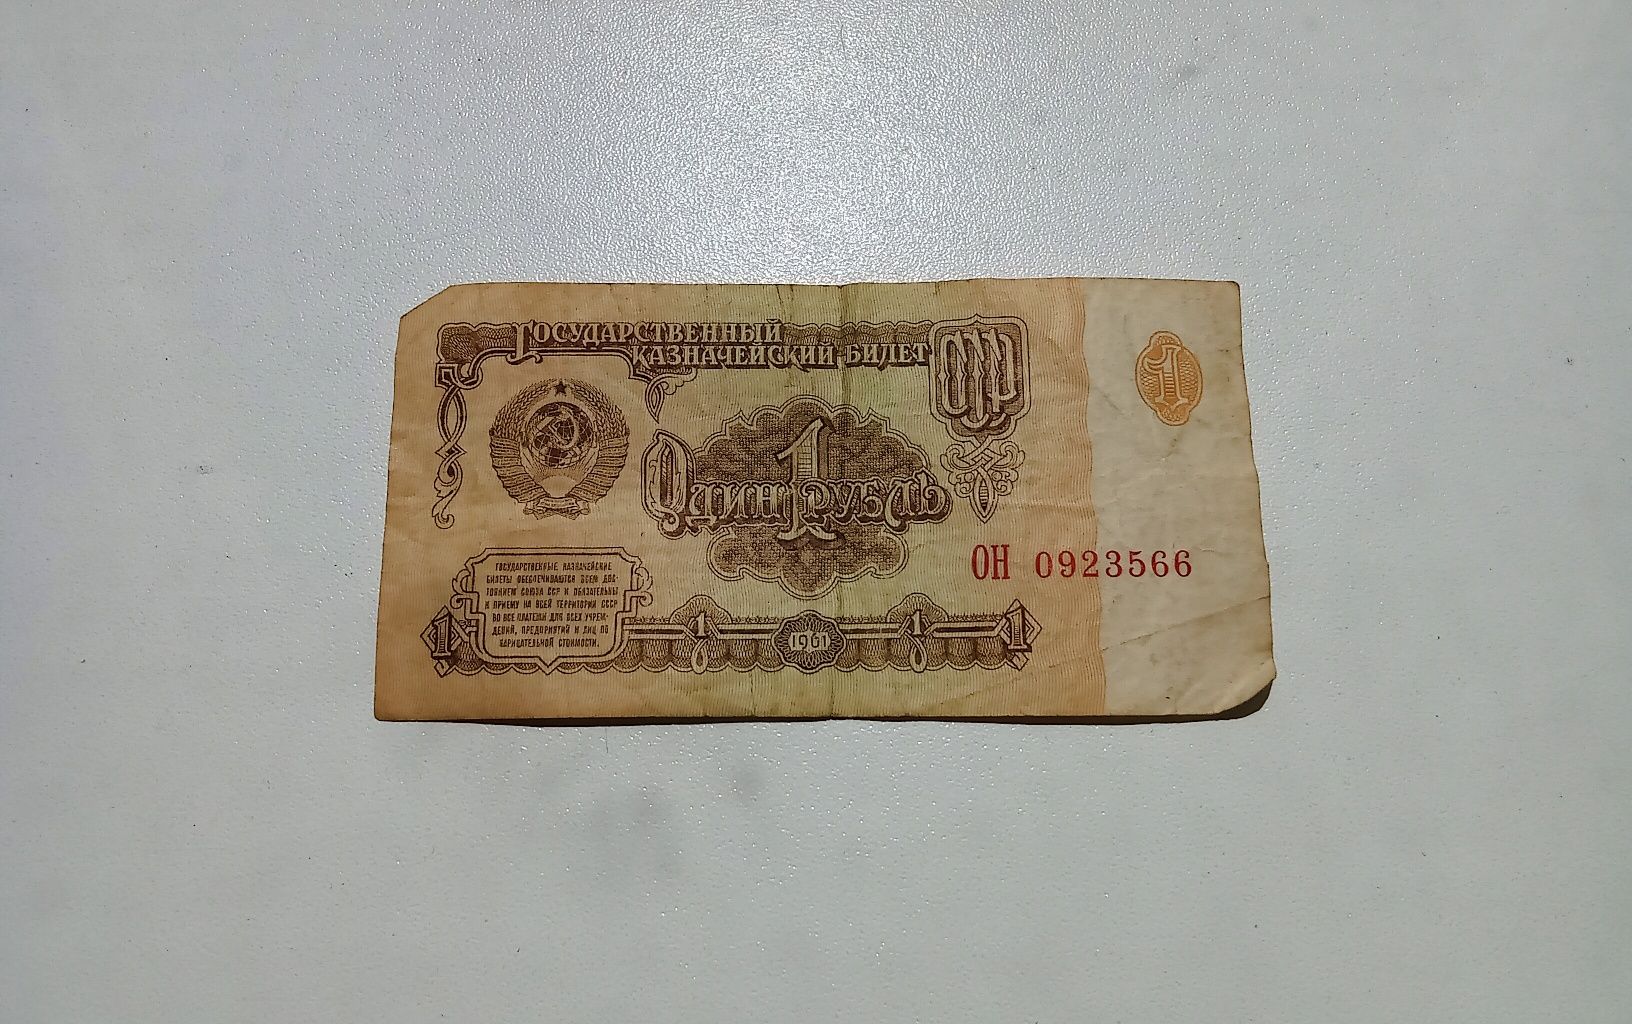 ГОСУДАРСТВЕННЫЙ
КАЗНАЧЕЙСКИЙ БИЛЕТ
1
1
ОДИН РУБЛЬ
ОН 0923566
ГОСУДАРСТВЕННЫЕ КАЗНАЧЕЙСКИЕ
БИЛЕТЫ ОБЕСПЕЧИВАЮТСЯ ВСЕМ ДОС-
ТОЯНИЕМ СОЮЗА ССР И ОБЯЗАТЕЛЬНЫ
К ПРИЕМУ НА ВСЕЙ ТЕРРИТОРИИ СССР
ВО ВСЕ ПЛАТЕЖИ ДЛЯ ВСЕХ УЧРЕЖ-
ДЕНИЙ, ПРЕДПРИЯТИЙ И ЛИЦ ПО
НАРИЦАТЕЛЬНОЙ СТОИМОСТИ.
1 1 1961 1 1